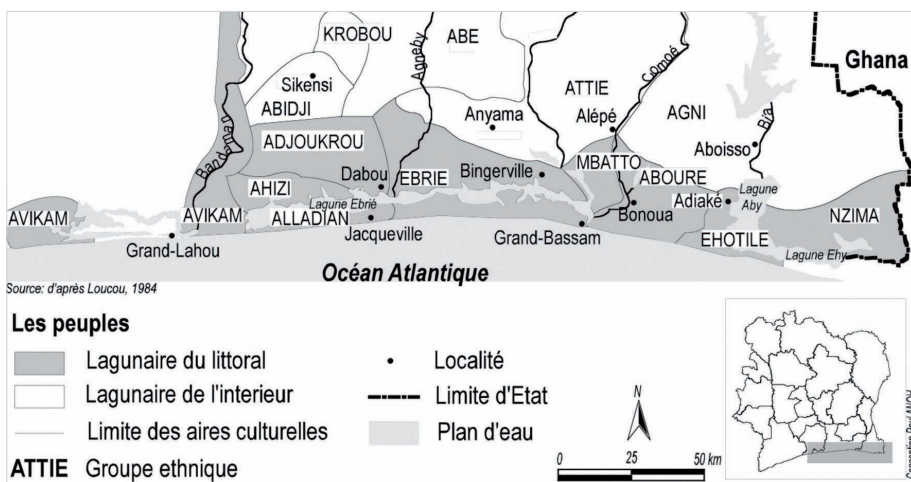 KROBOU
ABE
Ghana
Agneby
Sikensi
Comoé
ATTIE
ABIDJI
Anyama
Alépé
AGNI
Bia
ADJOUKROU
Aboisso
Bandaman
MBATTO
Dabou
EBRIE
Bingerville
ABOURE
AHIZI
Lagune Ebrié
Adiaké
Lagune
Aby
AVIKAM
AVIKAM
ALLADIAN
Bonoua
NZIMA
Grand-Lahou
Jacqueville
Grand-Bassam
EHOTILE
Lagune Ehy
Océan Atlantique
Source: d'après Loucou, 1984
Les peuples
Lagunaire du littoral
Localité
Lagunaire de l'interieur
Limite d'Etat
N
Limite des aires culturelles
Plan d'eau
ATTIE Groupe ethnique
0 25 50 km